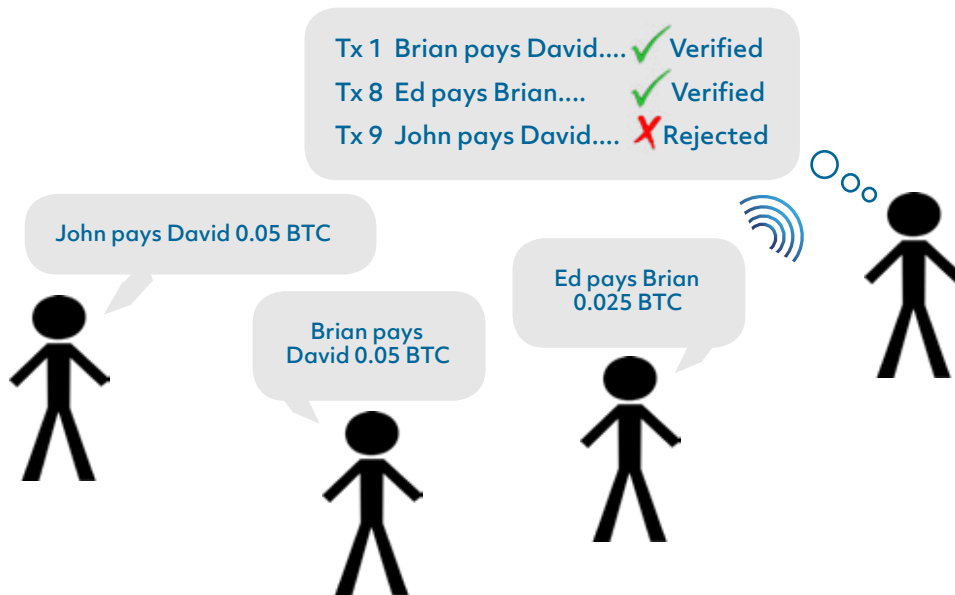 Tx 1 Brian pays David.... Verified
Tx 8 Ed pays Brian.... Verified
Tx 9 John pays David.... Rejected
John pays David 0.05 BTC
Ed pays Brian
0.025 BTC
Brian pays
David 0.05 BTC